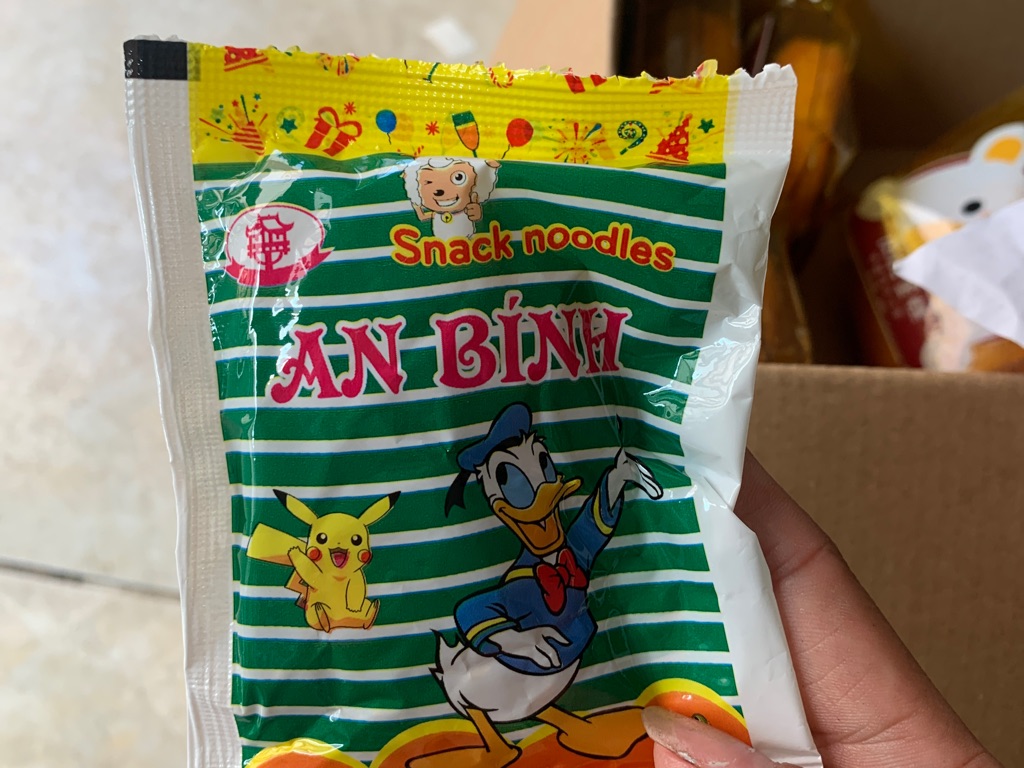 Snack noodles
AN BÍNH